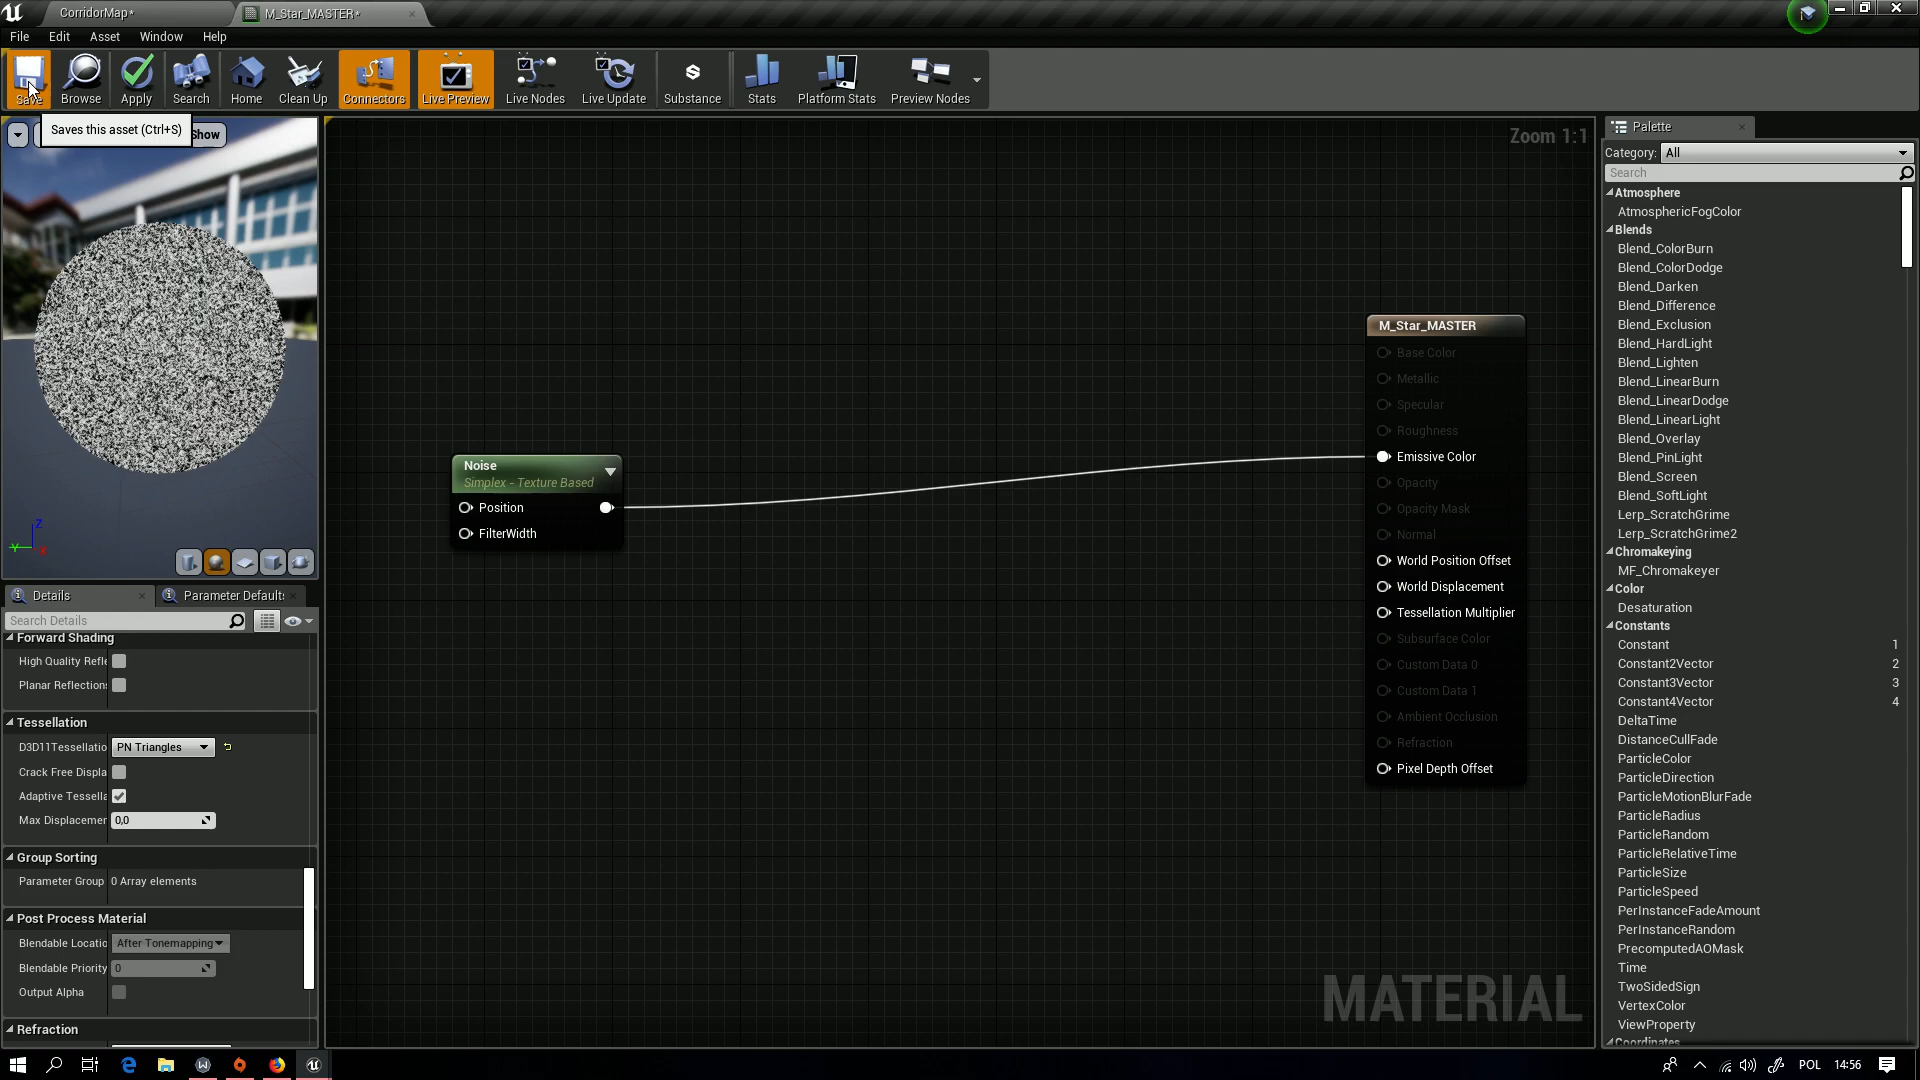 CorridorMap*
M_Star_MASTER*
File
Edit
Asset
Window
Help
Save
Browse
Apply
Search
Home
Clean Up
Connectors
Live Preview
Live Nodes
Live Update
Substance
Stats
Platform Stats
Preview Nodes
Saves this asset (Ctrl+S)
Show
Z
Y
X
Details
Parameter Default
Search Details
Forward Shading
High Quality Refle
Planar Reflections
Tessellation
D3D11Tessellatio
PN Triangles
Crack Free Displa
Adaptive Tessella
Max Displacemer
0,0
Group Sorting
Parameter Group
0 Array elements
Post Process Material
Blendable Locatio
After Tonemapping
Blendable Priority
0
Output Alpha
Refraction
Zoom 1:1
Noise
Simplex - Texture Based
Position
FilterWidth
M_Star_MASTER
Base Color
Metallic
Specular
Roughness
Emissive Color
Opacity
Opacity Mask
Normal
World Position Offset
World Displacement
Tessellation Multiplier
Subsurface Color
Custom Data 0
Custom Data 1
Ambient Occlusion
Refraction
Pixel Depth Offset
MATERIAL
Palette
Category:
All
Search
Atmosphere
AtmosphericFogColor
Blends
Blend_ColorBurn
Blend_ColorDodge
Blend_Darken
Blend_Difference
Blend_Exclusion
Blend_HardLight
Blend_Lighten
Blend_LinearBurn
Blend_LinearDodge
Blend_LinearLight
Blend_Overlay
Blend_PinLight
Blend_Screen
Blend_SoftLight
Lerp_ScratchGrime
Lerp_ScratchGrime2
Chromakeying
MF_Chromakeyer
Color
Desaturation
Constants
Constant 1
Constant2Vector 2
Constant3Vector 3
Constant4Vector 4
DeltaTime
DistanceCullFade
ParticleColor
ParticleDirection
ParticleMotionBlurFade
ParticleRadius
ParticleRandom
ParticleRelativeTime
ParticleSize
ParticleSpeed
PerInstanceFadeAmount
PerInstanceRandom
PrecomputedAOMask
Time
TwoSidedSign
VertexColor
ViewProperty
Coordinates
POL
14:56